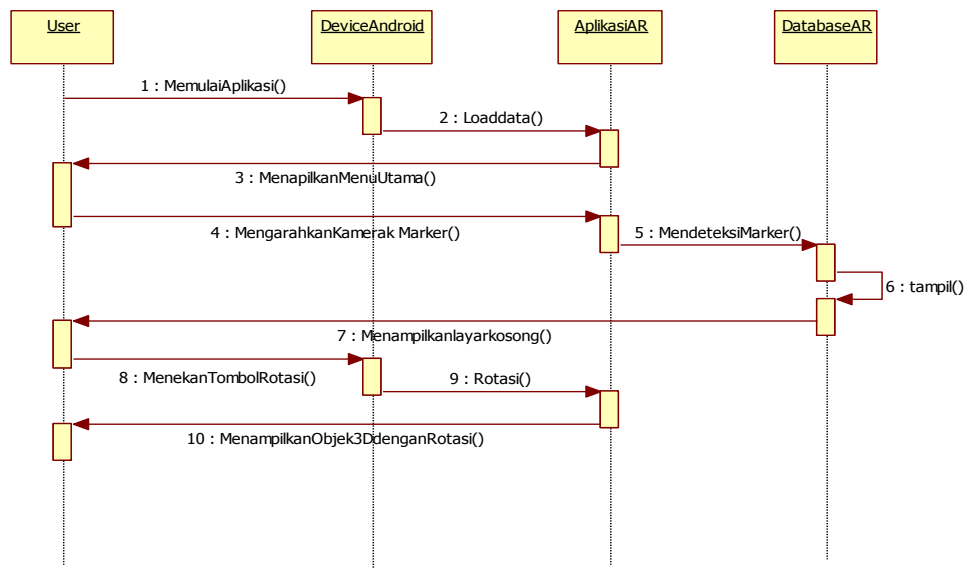 User
DeviceAndroid
AplikasiAR
DatabaseAR
1 : MemulaiAplikasi()
2 : Loaddata()
3 : MenapilkanMenuUtama()
4 : MengarahkanKamerak Marker()
5 : MendeteksiMarker()
6 : tampil()
7 : Menampilkanlayarkosong()
8 : MenekanTombolRotasi()
9 : Rotasi()
10 : MenampilkanObjek3DdenganRotasi()